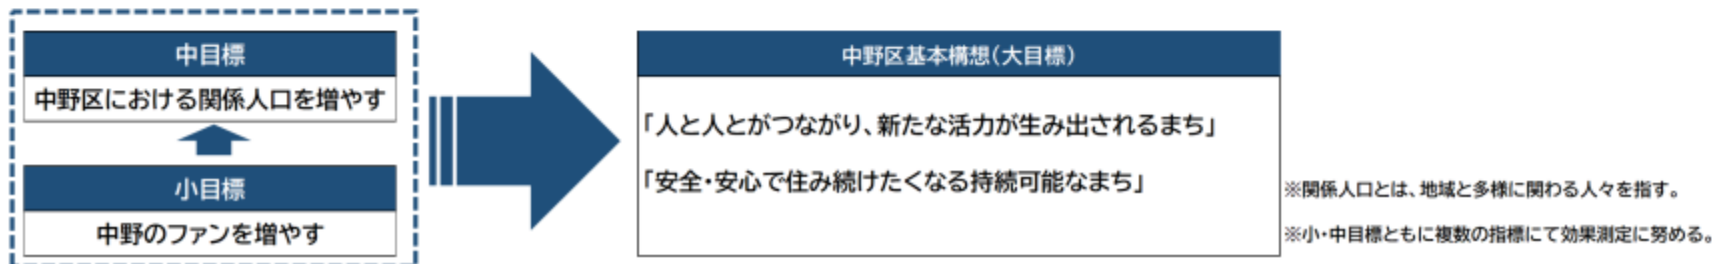 中目標
中野区における関係人口を増やす
小目標
中野のファンを増やす
中野区基本構想(大目標)
「人と人とがつながり、新たな活力が生み出されるまち」
「安全・安心で住み続けたくなる持続可能なまち」
※関係人口とは、地域と多様に関わる人々を指す。
※小・中目標ともに複数の指標にて効果測定に努める。